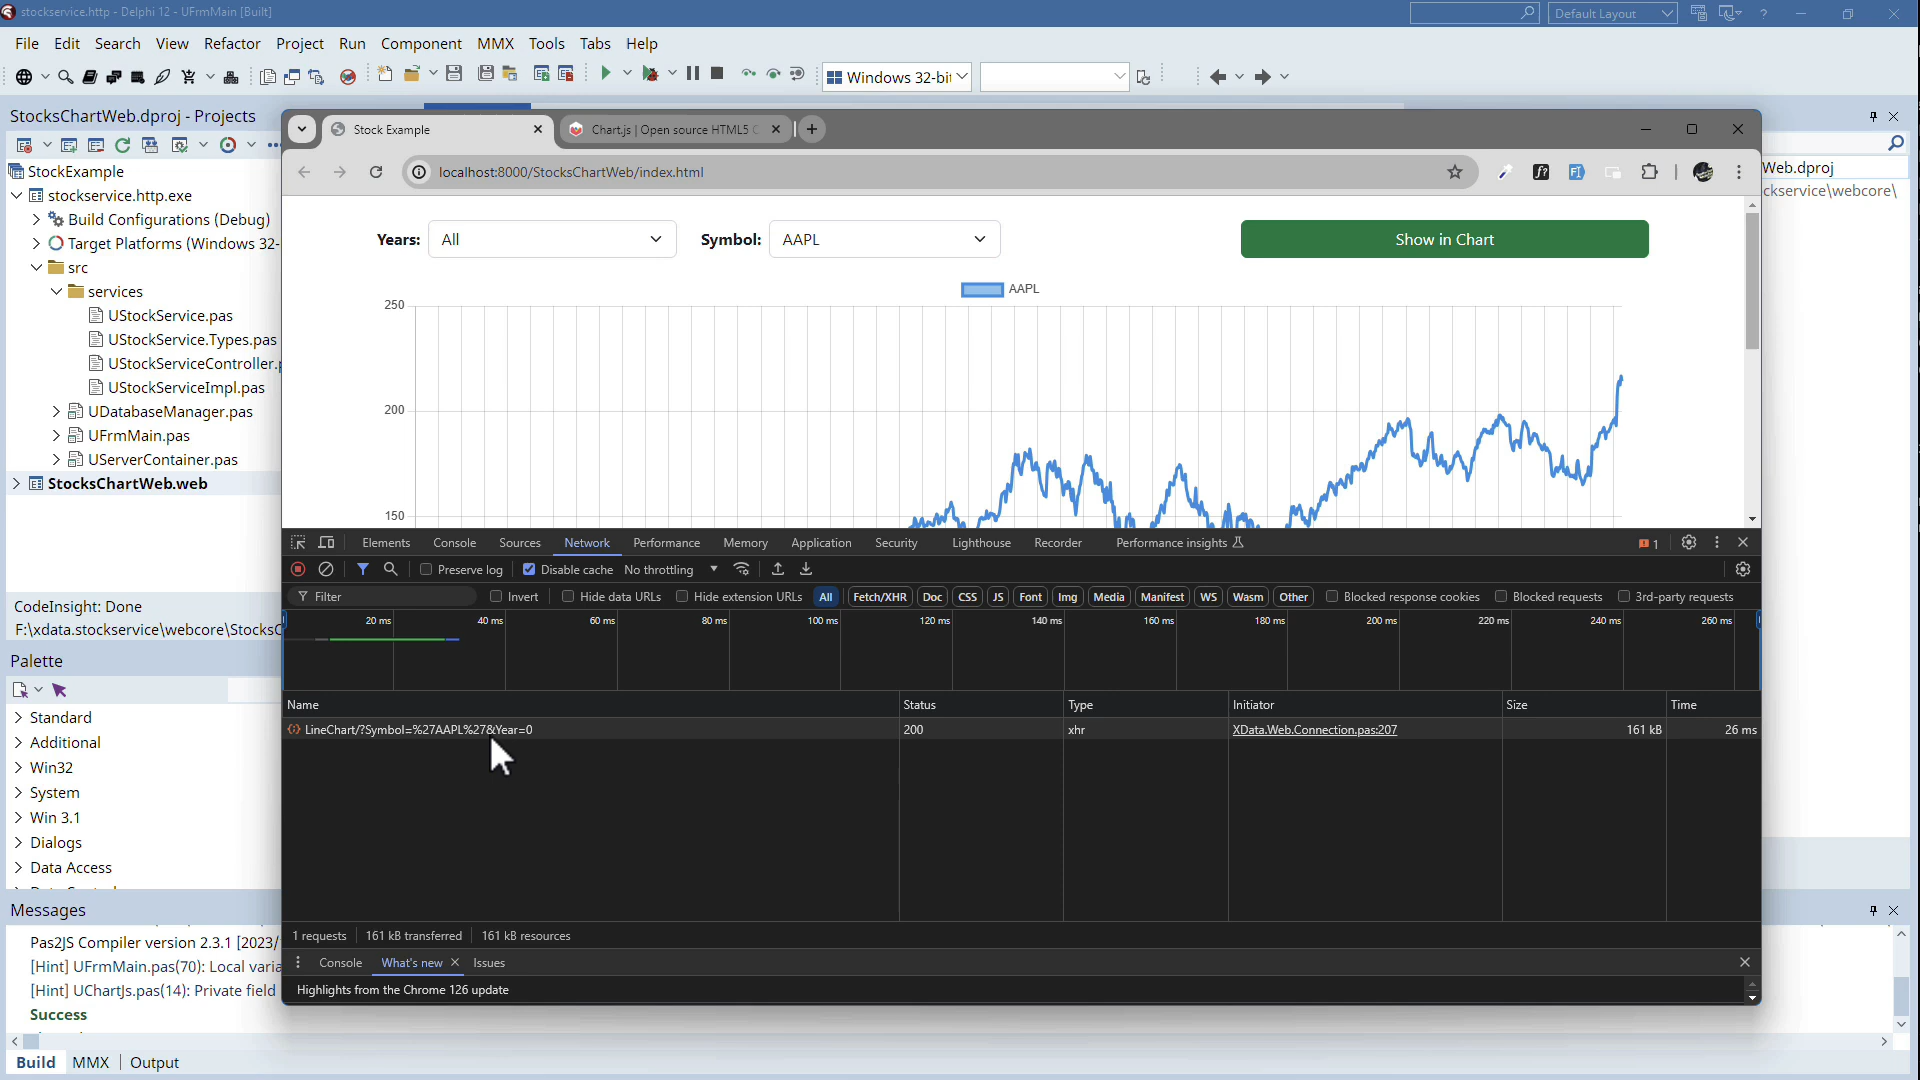 stockservice.http - Delphi 12 - UFrmMain [Built]
Default Layout
?
File Edit Search View Refactor Project Run Component MMX Tools Tabs Help
Windows 32-bi
StocksChartWeb.dproj - Projects
StockExample
stockservice.http.exe
Build Configurations (Debug)
Target Platforms (Windows 32-
src
services
UStockService.pas
UStockService.Types.pas
UStockServiceController.
UStockServiceImpl.pas
UDatabaseManager.pas
UFrmMain.pas
UServerContainer.pas
StocksChartWeb.web
CodeInsight: Done
F:\xdata.stockservice\webcore\StocksC
Palette
Standard
Additional
Win32
System
Win 3.1
Dialogs
Data Access
Messages
Pas2JS Compiler version 2.3.1 [2023/
[Hint] UFrmMain.pas(70): Local varia
[Hint] UChartJs.pas(14): Private field
Success
Build MMX Output
Web.dproj
ckservice\webcore\
Stock Example
Chart.js | Open source HTML5 C
localhost:8000/StocksChartWeb/index.html
f?
Years: All Symbol: AAPL Show in Chart
AAPL
250
200
150
Elements Console Sources Network Performance Memory Application Security Lighthouse Recorder Performance insights 1
Preserve log Disable cache No throttling
Filter Invert Hide data URLs Hide extension URLs All Fetch/XHR Doc CSS JS Font Img Media Manifest WS Wasm Other Blocked response cookies Blocked requests 3rd-party requests
20 ms 40 ms 60 ms 80 ms 100 ms 120 ms 140 ms 160 ms 180 ms 200 ms 220 ms 240 ms 260 ms
Name Status Type Initiator Size Time
LineChart/?Symbol=%27AAPL%27&Year=0 200 xhr XData.Web.Connection.pas:207 161 kB 26 ms
1 requests 161 kB transferred 161 kB resources
Console What's new Issues
Highlights from the Chrome 126 update